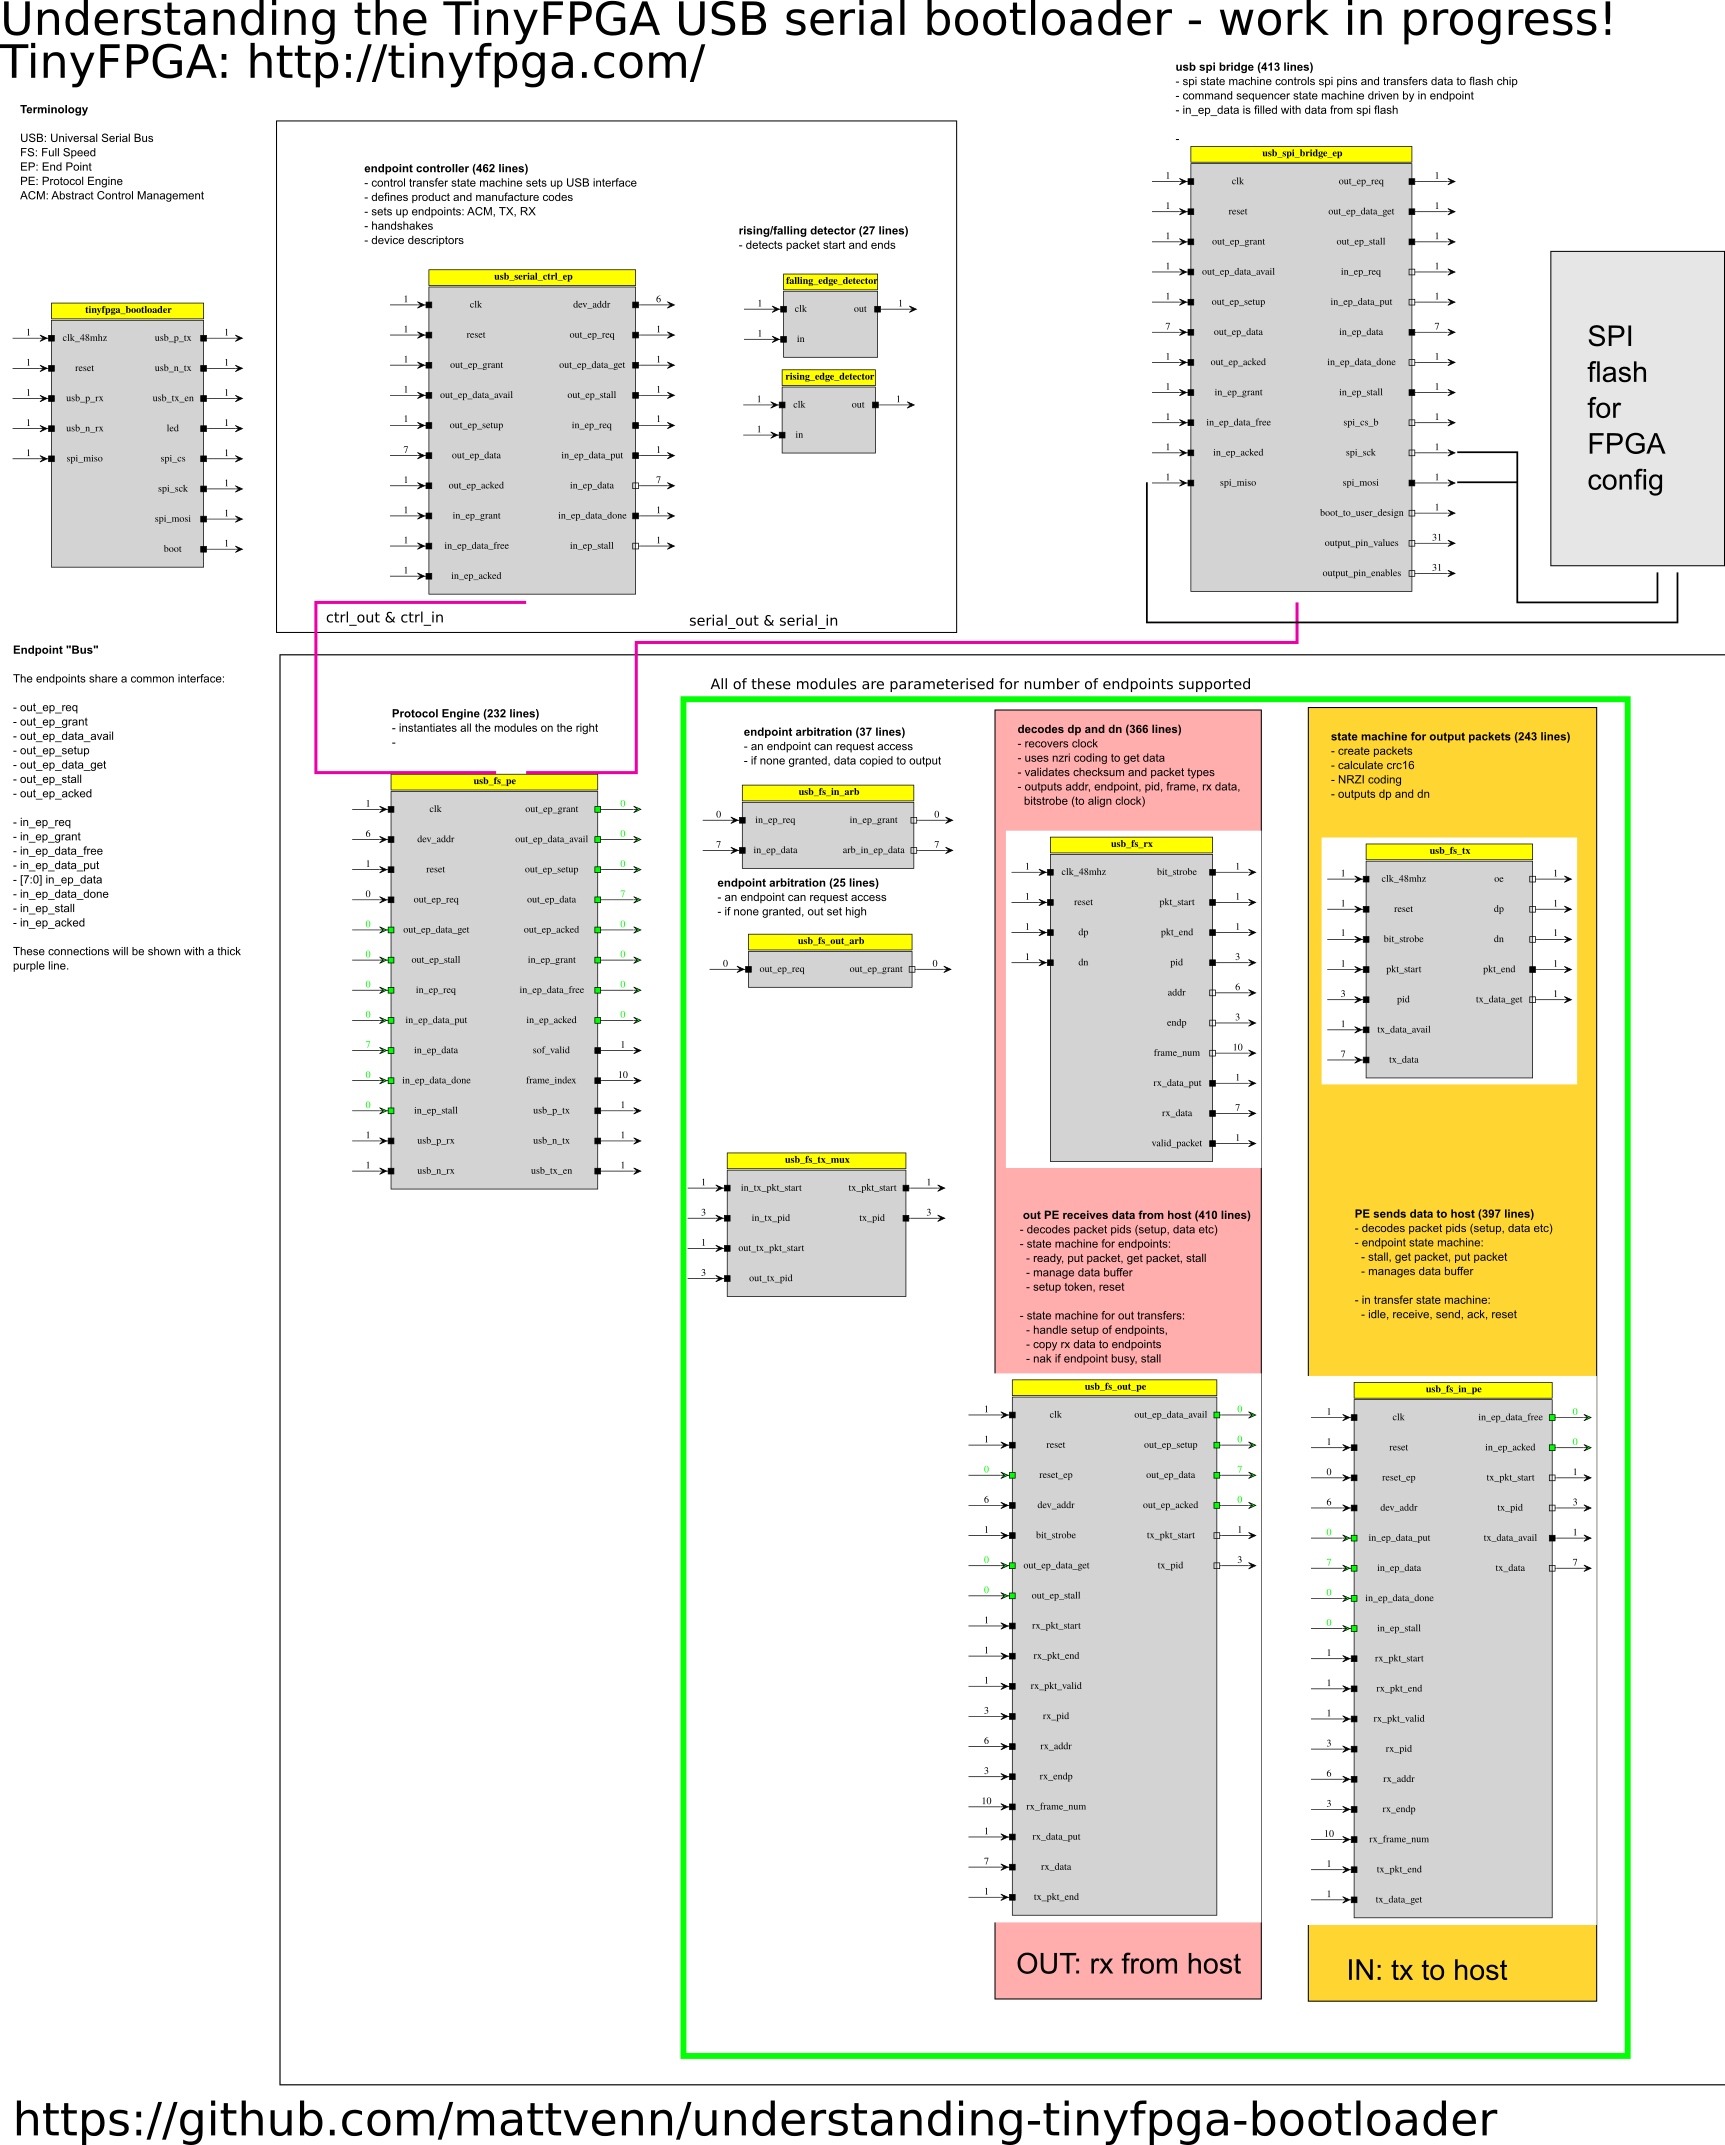 Understanding the TinyFPGA USB serial bootloader - work in progress!
TinyFPGA: http://tinyfpga.com/
Terminology
USB: Universal Serial Bus
FS: Full Speed
EP: End Point
PE: Protocol Engine
ACM: Abstract Control Management
tinyfpga_bootloader
1 clk_48mhz usb_p_tx 1
1 reset usb_n_tx 1
1 usb_p_rx usb_tx_en 1
1 usb_n_rx led 1
1 spi_miso spi_cs 1
spi_sck 1
spi_mosi 1
boot 1
endpoint controller (462 lines)
- control transfer state machine sets up USB interface
- defines product and manufacture codes
- sets up endpoints: ACM, TX, RX
- handshakes
- device descriptors
usb_serial_ctrl_ep
1 clk dev_addr 6
1 reset out_ep_req 1
1 out_ep_grant out_ep_data_get 1
1 out_ep_data_avail out_ep_stall 1
1 out_ep_setup in_ep_req 1
7 out_ep_data in_ep_data_put 1
1 out_ep_acked in_ep_data 7
1 in_ep_grant in_ep_data_done 1
1 in_ep_data_free in_ep_stall 1
1 in_ep_acked
rising/falling detector (27 lines)
- detects packet start and ends
falling_edge_detector
1 clk out 1
1 in
rising_edge_detector
1 clk out 1
1 in
ctrl_out & ctrl_in
serial_out & serial_in
usb spi bridge (413 lines)
- spi state machine controls spi pins and transfers data to flash chip
- command sequencer state machine driven by in endpoint
- in_ep_data is filled with data from spi flash
-
usb_spi_bridge_ep
1 clk out_ep_req 1
1 reset out_ep_data_get 1
1 out_ep_grant out_ep_stall 1
1 out_ep_data_avail in_ep_req 1
1 out_ep_setup in_ep_data_put 1
7 out_ep_data in_ep_data 7
1 out_ep_acked in_ep_data_done 1
1 in_ep_grant in_ep_stall 1
1 in_ep_data_free spi_cs_b 1
1 in_ep_acked spi_sck 1
1 spi_miso spi_mosi 1
boot_to_user_design 1
output_pin_values 31
output_pin_enables 31
SPI
flash
for
FPGA
config
Endpoint "Bus"
The endpoints share a common interface:
- out_ep_req
- out_ep_grant
- out_ep_data_avail
- out_ep_setup
- out_ep_data_get
- out_ep_stall
- out_ep_acked
- in_ep_req
- in_ep_grant
- in_ep_data_free
- in_ep_data_put
- [7:0] in_ep_data
- in_ep_data_done
- in_ep_stall
- in_ep_acked
These connections will be shown with a thick
purple line.
Protocol Engine (232 lines)
- instantiates all the modules on the right
-
usb_fs_pe
1 clk out_ep_grant 0
6 dev_addr out_ep_data_avail 0
1 reset out_ep_setup 0
0 out_ep_req out_ep_data 7
0 out_ep_data_get out_ep_acked 0
0 out_ep_stall in_ep_grant 0
0 in_ep_req in_ep_data_free 0
0 in_ep_data_put in_ep_acked 0
7 in_ep_data sof_valid 1
0 in_ep_data_done frame_index 10
0 in_ep_stall usb_p_tx 1
1 usb_p_rx usb_n_tx 1
1 usb_n_rx usb_tx_en 1
All of these modules are parameterised for number of endpoints supported
endpoint arbitration (37 lines)
- an endpoint can request access
- if none granted, data copied to output
usb_fs_in_arb
0 in_ep_req in_ep_grant 0
7 in_ep_data arb_in_ep_data 7
endpoint arbitration (25 lines)
- an endpoint can request access
- if none granted, out set high
usb_fs_out_arb
0 out_ep_req out_ep_grant 0
usb_fs_tx_mux
1 in_tx_pkt_start tx_pkt_start 1
3 in_tx_pid tx_pid 3
1 out_tx_pkt_start
3 out_tx_pid
decodes dp and dn (366 lines)
- recovers clock
- uses nzri coding to get data
- validates checksum and packet types
- outputs addr, endpoint, pid, frame, rx data,
bitstrobe (to align clock)
usb_fs_rx
1 clk_48mhz bit_strobe 1
1 reset pkt_start 1
1 dp pkt_end 1
1 dn pid 3
addr 6
endp 3
frame_num 10
rx_data_put 1
rx_data 7
valid_packet 1
out PE receives data from host (410 lines)
- decodes packet pids (setup, data etc)
- state machine for endpoints:
- ready, put packet, get packet, stall
- manage data buffer
- setup token, reset
- state machine for out transfers:
- handle setup of endpoints,
- copy rx data to endpoints
- nak if endpoint busy, stall
usb_fs_out_pe
1 clk out_ep_data_avail 0
1 reset out_ep_setup 0
0 reset_ep out_ep_data 7
6 dev_addr out_ep_acked 0
1 bit_strobe tx_pkt_start 1
0 out_ep_data_get tx_pid 3
0 out_ep_stall
1 rx_pkt_start
1 rx_pkt_end
1 rx_pkt_valid
3 rx_pid
6 rx_addr
3 rx_endp
10 rx_frame_num
1 rx_data_put
7 rx_data
1 tx_pkt_end
OUT: rx from host
state machine for output packets (243 lines)
- create packets
- calculate crc16
- NRZI coding
- outputs dp and dn
usb_fs_tx
1 clk_48mhz oe 1
1 reset dp 1
1 bit_strobe dn 1
1 pkt_start pkt_end 1
3 pid tx_data_get 1
1 tx_data_avail
7 tx_data
PE sends data to host (397 lines)
- decodes packet pids (setup, data etc)
- endpoint state machine:
- stall, get packet, put packet
- manages data buffer
- in transfer state machine:
- idle, receive, send, ack, reset
usb_fs_in_pe
1 clk in_ep_data_free 0
1 reset in_ep_acked 0
0 reset_ep tx_pkt_start 1
6 dev_addr tx_pid 3
0 in_ep_data_put tx_data_avail 1
7 in_ep_data tx_data 7
0 in_ep_data_done
0 in_ep_stall
1 rx_pkt_start
1 rx_pkt_end
1 rx_pkt_valid
3 rx_pid
6 rx_addr
3 rx_endp
10 rx_frame_num
1 tx_pkt_end
1 tx_data_get
IN: tx to host
https://github.com/mattvenn/understanding-tinyfpga-bootloader